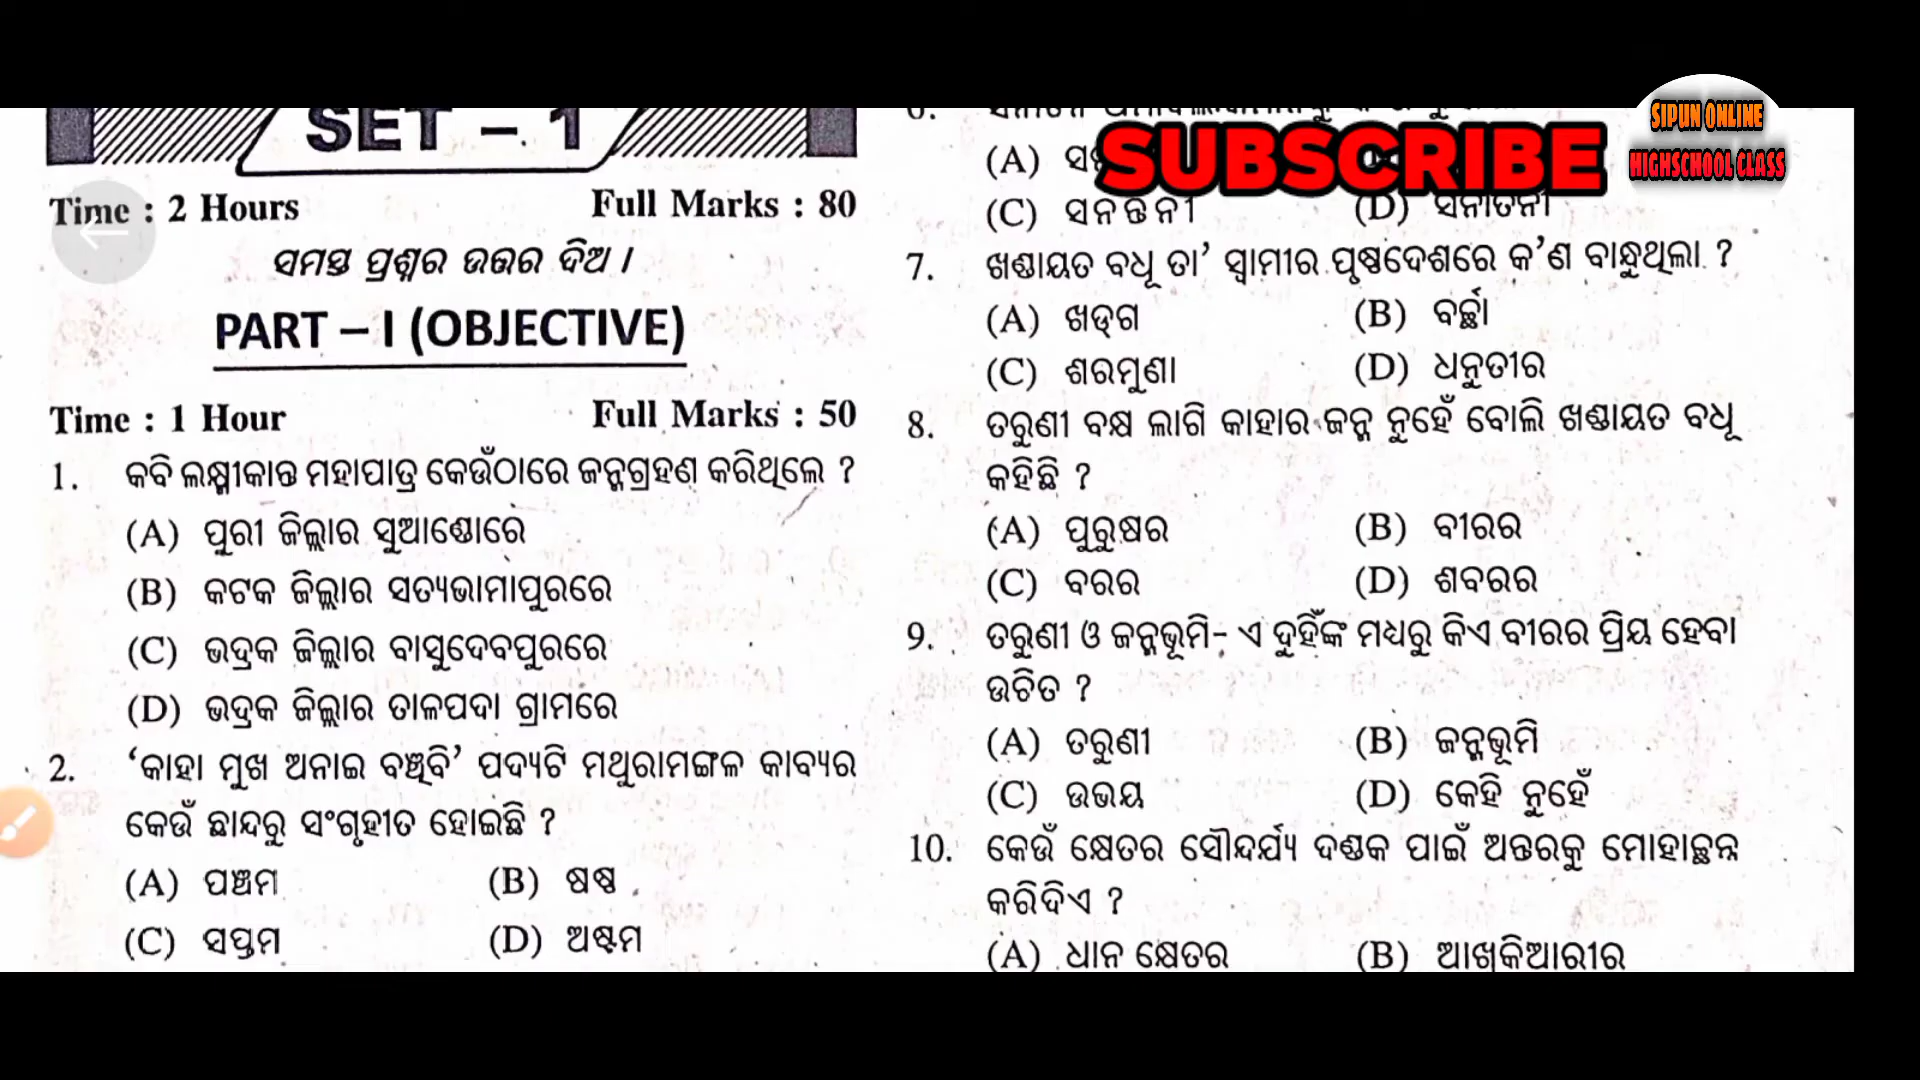 SET – 1
Time : 2 Hours Full Marks : 80
ସମସ୍ତ ପ୍ରଶ୍ନର ଉତ୍ତର ଦିଅ ।
PART – I (OBJECTIVE)
Time : 1 Hour Full Marks : 50
1. କବି ଲକ୍ଷ୍ମୀକାନ୍ତ ମହାପାତ୍ର କେଉଁଠାରେ ଜନ୍ମଗ୍ରହଣ କରିଥିଲେ ?
(A) ପୁରୀ ଜିଲ୍ଲାର ସୁଆଣ୍ଡୋରେ
(B) କଟକ ଜିଲ୍ଲାର ସତ୍ୟଭାମାପୁରରେ
(C) ଭଦ୍ରକ ଜିଲ୍ଲାର ବାସୁଦେବପୁରରେ
(D) ଭଦ୍ରକ ଜିଲ୍ଲାର ତାଳପଦା ଗ୍ରାମରେ
2. ‘କାହା ମୁଖ ଅନାଇ ବଞ୍ଚିବି’ ପଦ୍ୟଟି ମଥୁରାମଙ୍ଗଳ କାବ୍ୟର
କେଉଁ ଛାନ୍ଦରୁ ସଂଗୃହୀତ ହୋଇଛି ?
(A) ପଞ୍ଚମ (B) ଷଷ୍ଠ
(C) ସପ୍ତମ (D) ଅଷ୍ଟମ
(A)
(C) ସନନ୍ତନୀ (D) ସନାତନୀ
7. ଖଣ୍ଡାୟତ ବଧୂ ତା’ ସ୍ୱାମୀର ପୃଷ୍ଠଦେଶରେ କ’ଣ ବାନ୍ଧୁଥିଲା ?
(A) ଖଡ୍‌ଗ (B) ବର୍ଚ୍ଛା
(C) ଶରମୁଣା (D) ଧନୁତୀର
8. ତରୁଣୀ ବକ୍ଷ ଲାଗି କାହାର ଜନ୍ମ ନୁହେଁ ବୋଲି ଖଣ୍ଡାୟତ ବଧୂ
କହିଛି ?
(A) ପୁରୁଷର (B) ବୀରର
(C) ବରର (D) ଶବରର
9. ତରୁଣୀ ଓ ଜନ୍ମଭୂମି- ଏ ଦୁହିଁଙ୍କ ମଧ୍ୟରୁ କିଏ ବୀରର ପ୍ରିୟ ହେବା
ଉଚିତ ?
(A) ତରୁଣୀ (B) ଜନ୍ମଭୂମି
(C) ଉଭୟ (D) କେହି ନୁହେଁ
10. କେଉଁ କ୍ଷେତର ସୌନ୍ଦର୍ଯ୍ୟ ଦଣ୍ଡକ ପାଇଁ ଅନ୍ତରକୁ ମୋହାଚ୍ଛନ୍ନ
କରିଦିଏ ?
(A) ଧାନ କ୍ଷେତର (B) ଆଖୁକିଆରୀର
SUBSCRIBE
SIPUN ONLINE
HIGHSCHOOL CLASS